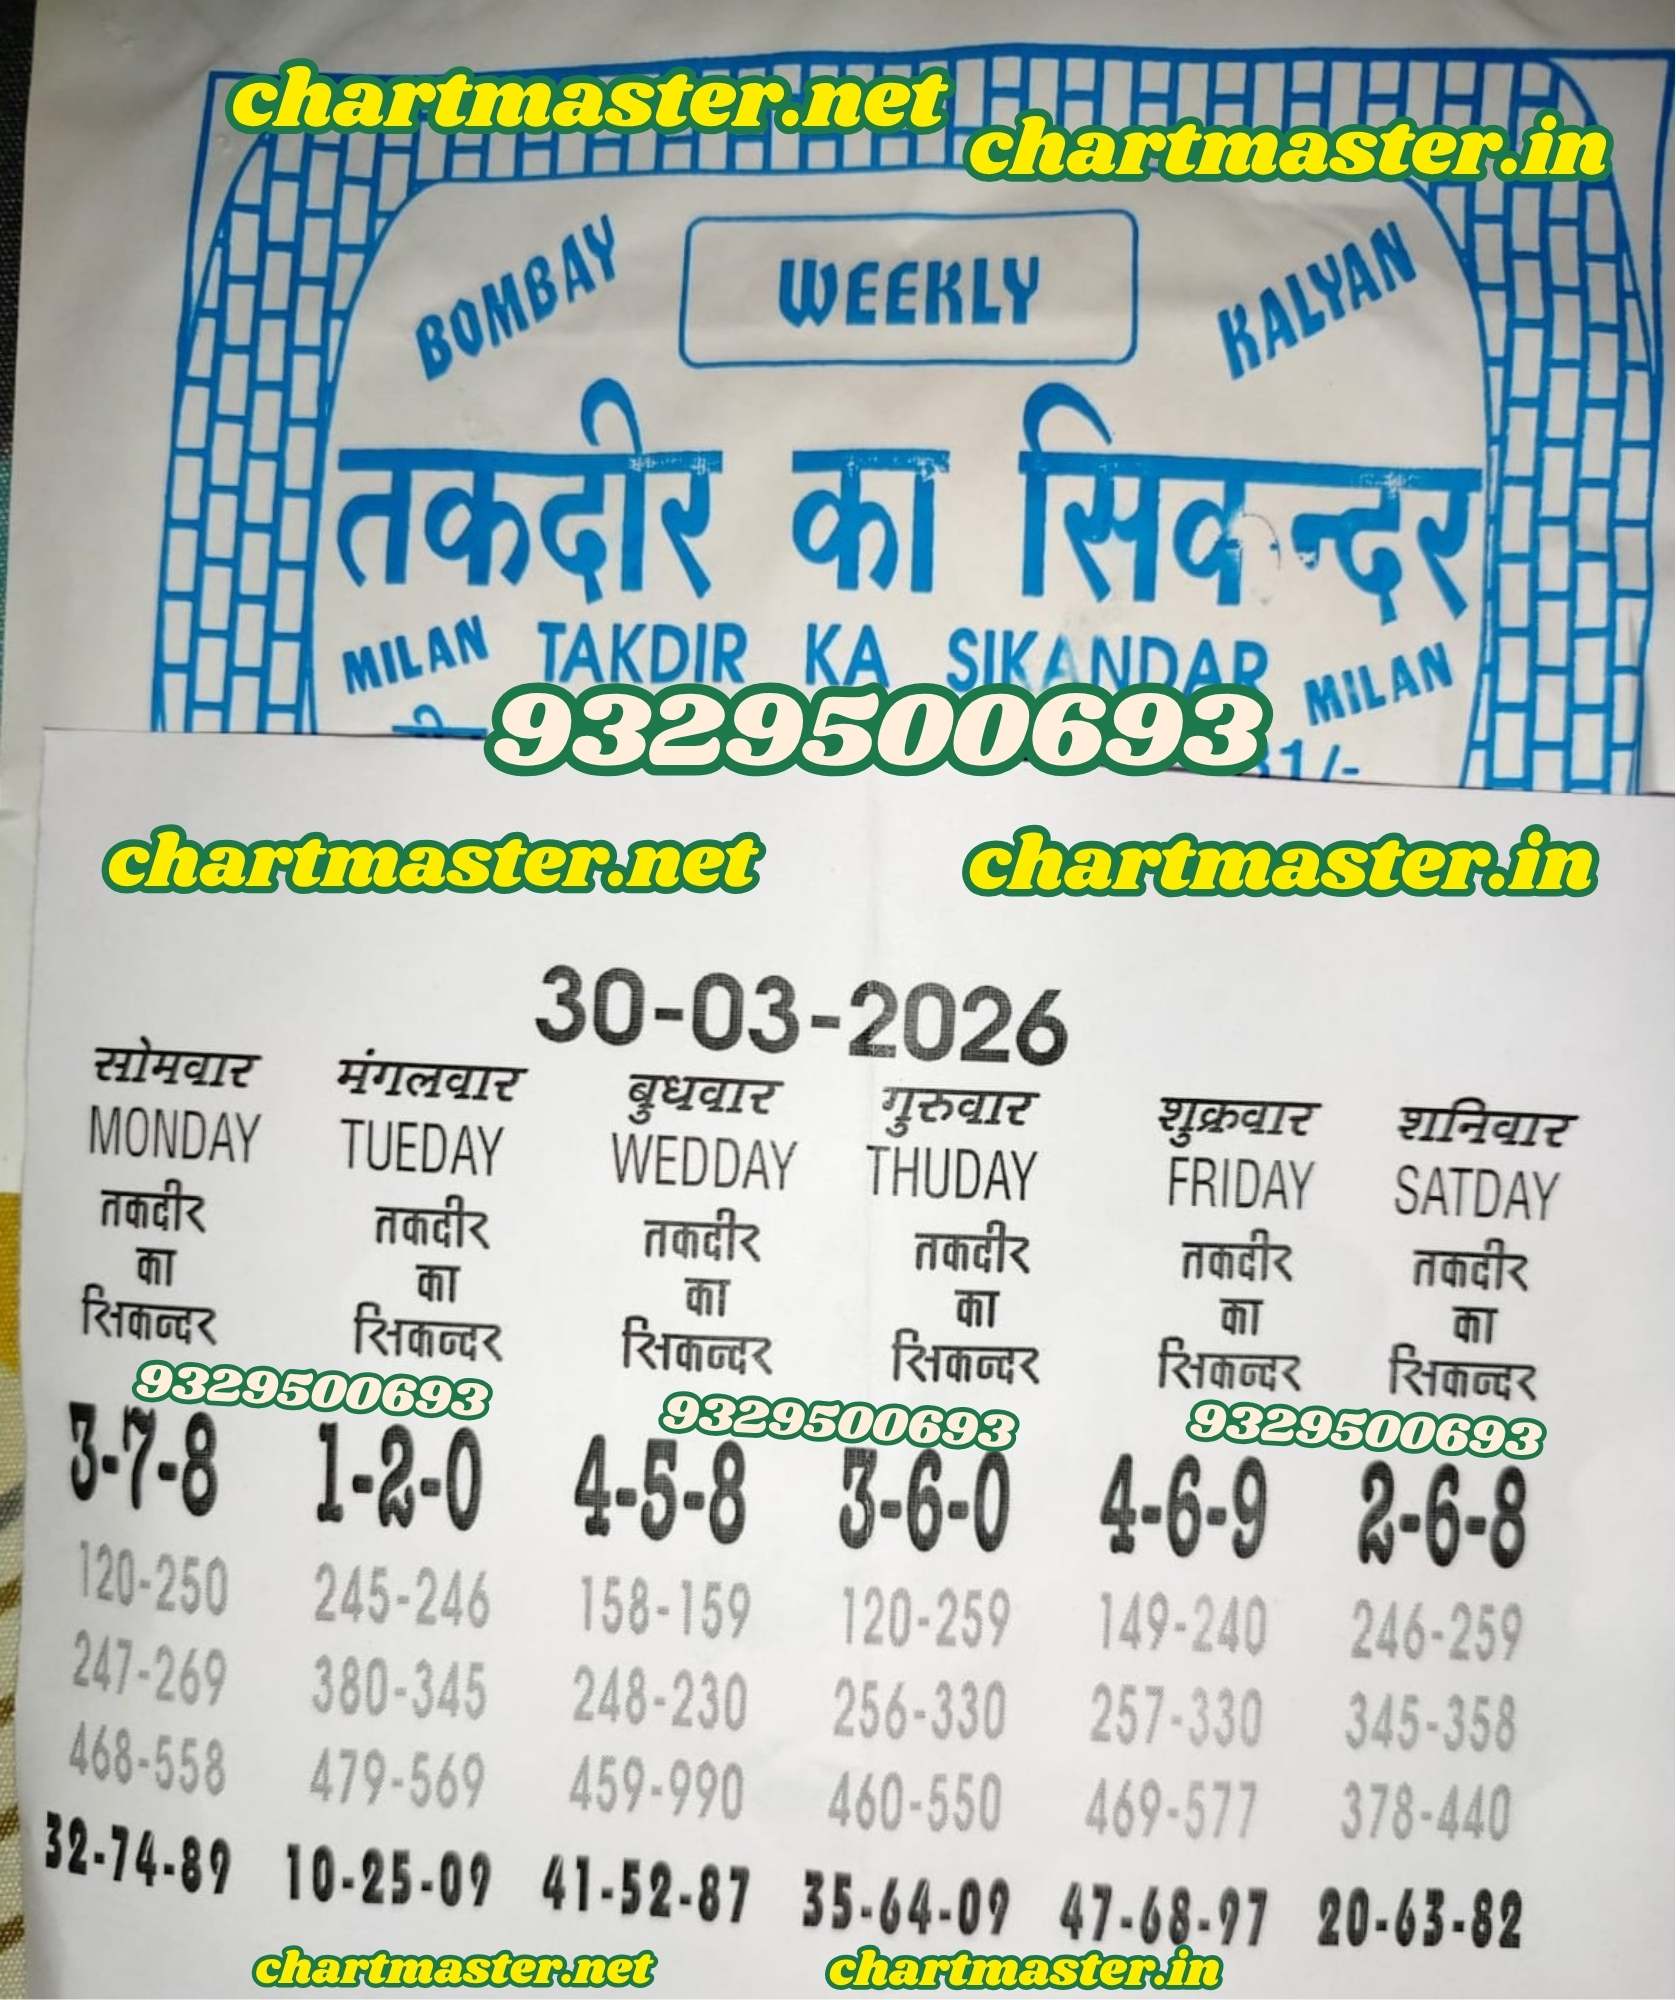 chartmaster.net
chartmaster.in
BOMBAY WEEKLY KALYAN
तकदीर का सिकन्दर
MILAN TAKDIR KA SIKANDAR MILAN
9329500693
31/-
chartmaster.net chartmaster.in
30-03-2026
सोमवार मंगलवार बुधवार गुरुवार शुक्रवार शनिवार
MONDAY TUEDAY WEDDAY THUDAY FRIDAY SATDAY
तकदीर तकदीर तकदीर तकदीर तकदीर तकदीर
का का का का का का
सिकन्दर सिकन्दर सिकन्दर सिकन्दर सिकन्दर सिकन्दर
9329500693 9329500693 9329500693
3-7-8 1-2-0 4-5-8 3-6-0 4-6-9 2-6-8
120-250 245-246 158-159 120-259 149-240 246-259
247-269 380-345 248-230 256-330 257-330 345-358
468-558 479-569 459-990 460-550 469-577 378-440
32-74-89 10-25-09 41-52-87 35-64-09 47-68-97 20-63-82
chartmaster.net chartmaster.in